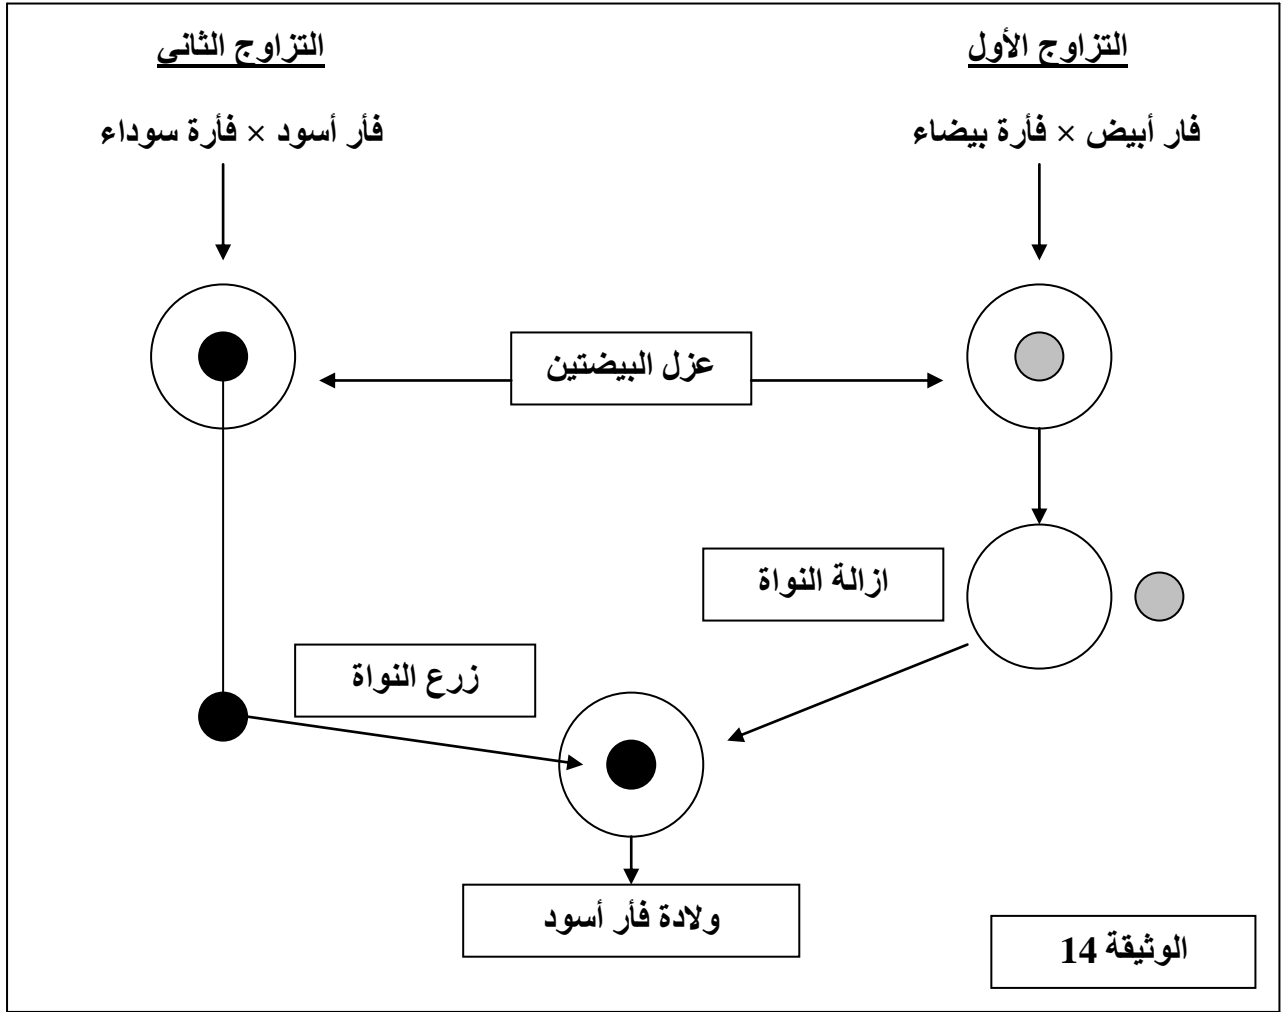 التزاوج الأول
التزاوج الثاني
فار أبيض × فأرة بيضاء
فأر أسود × فأرة سوداء
عزل البيضتين
ازالة النواة
زرع النواة
ولادة فأر أسود
الوثيقة 14